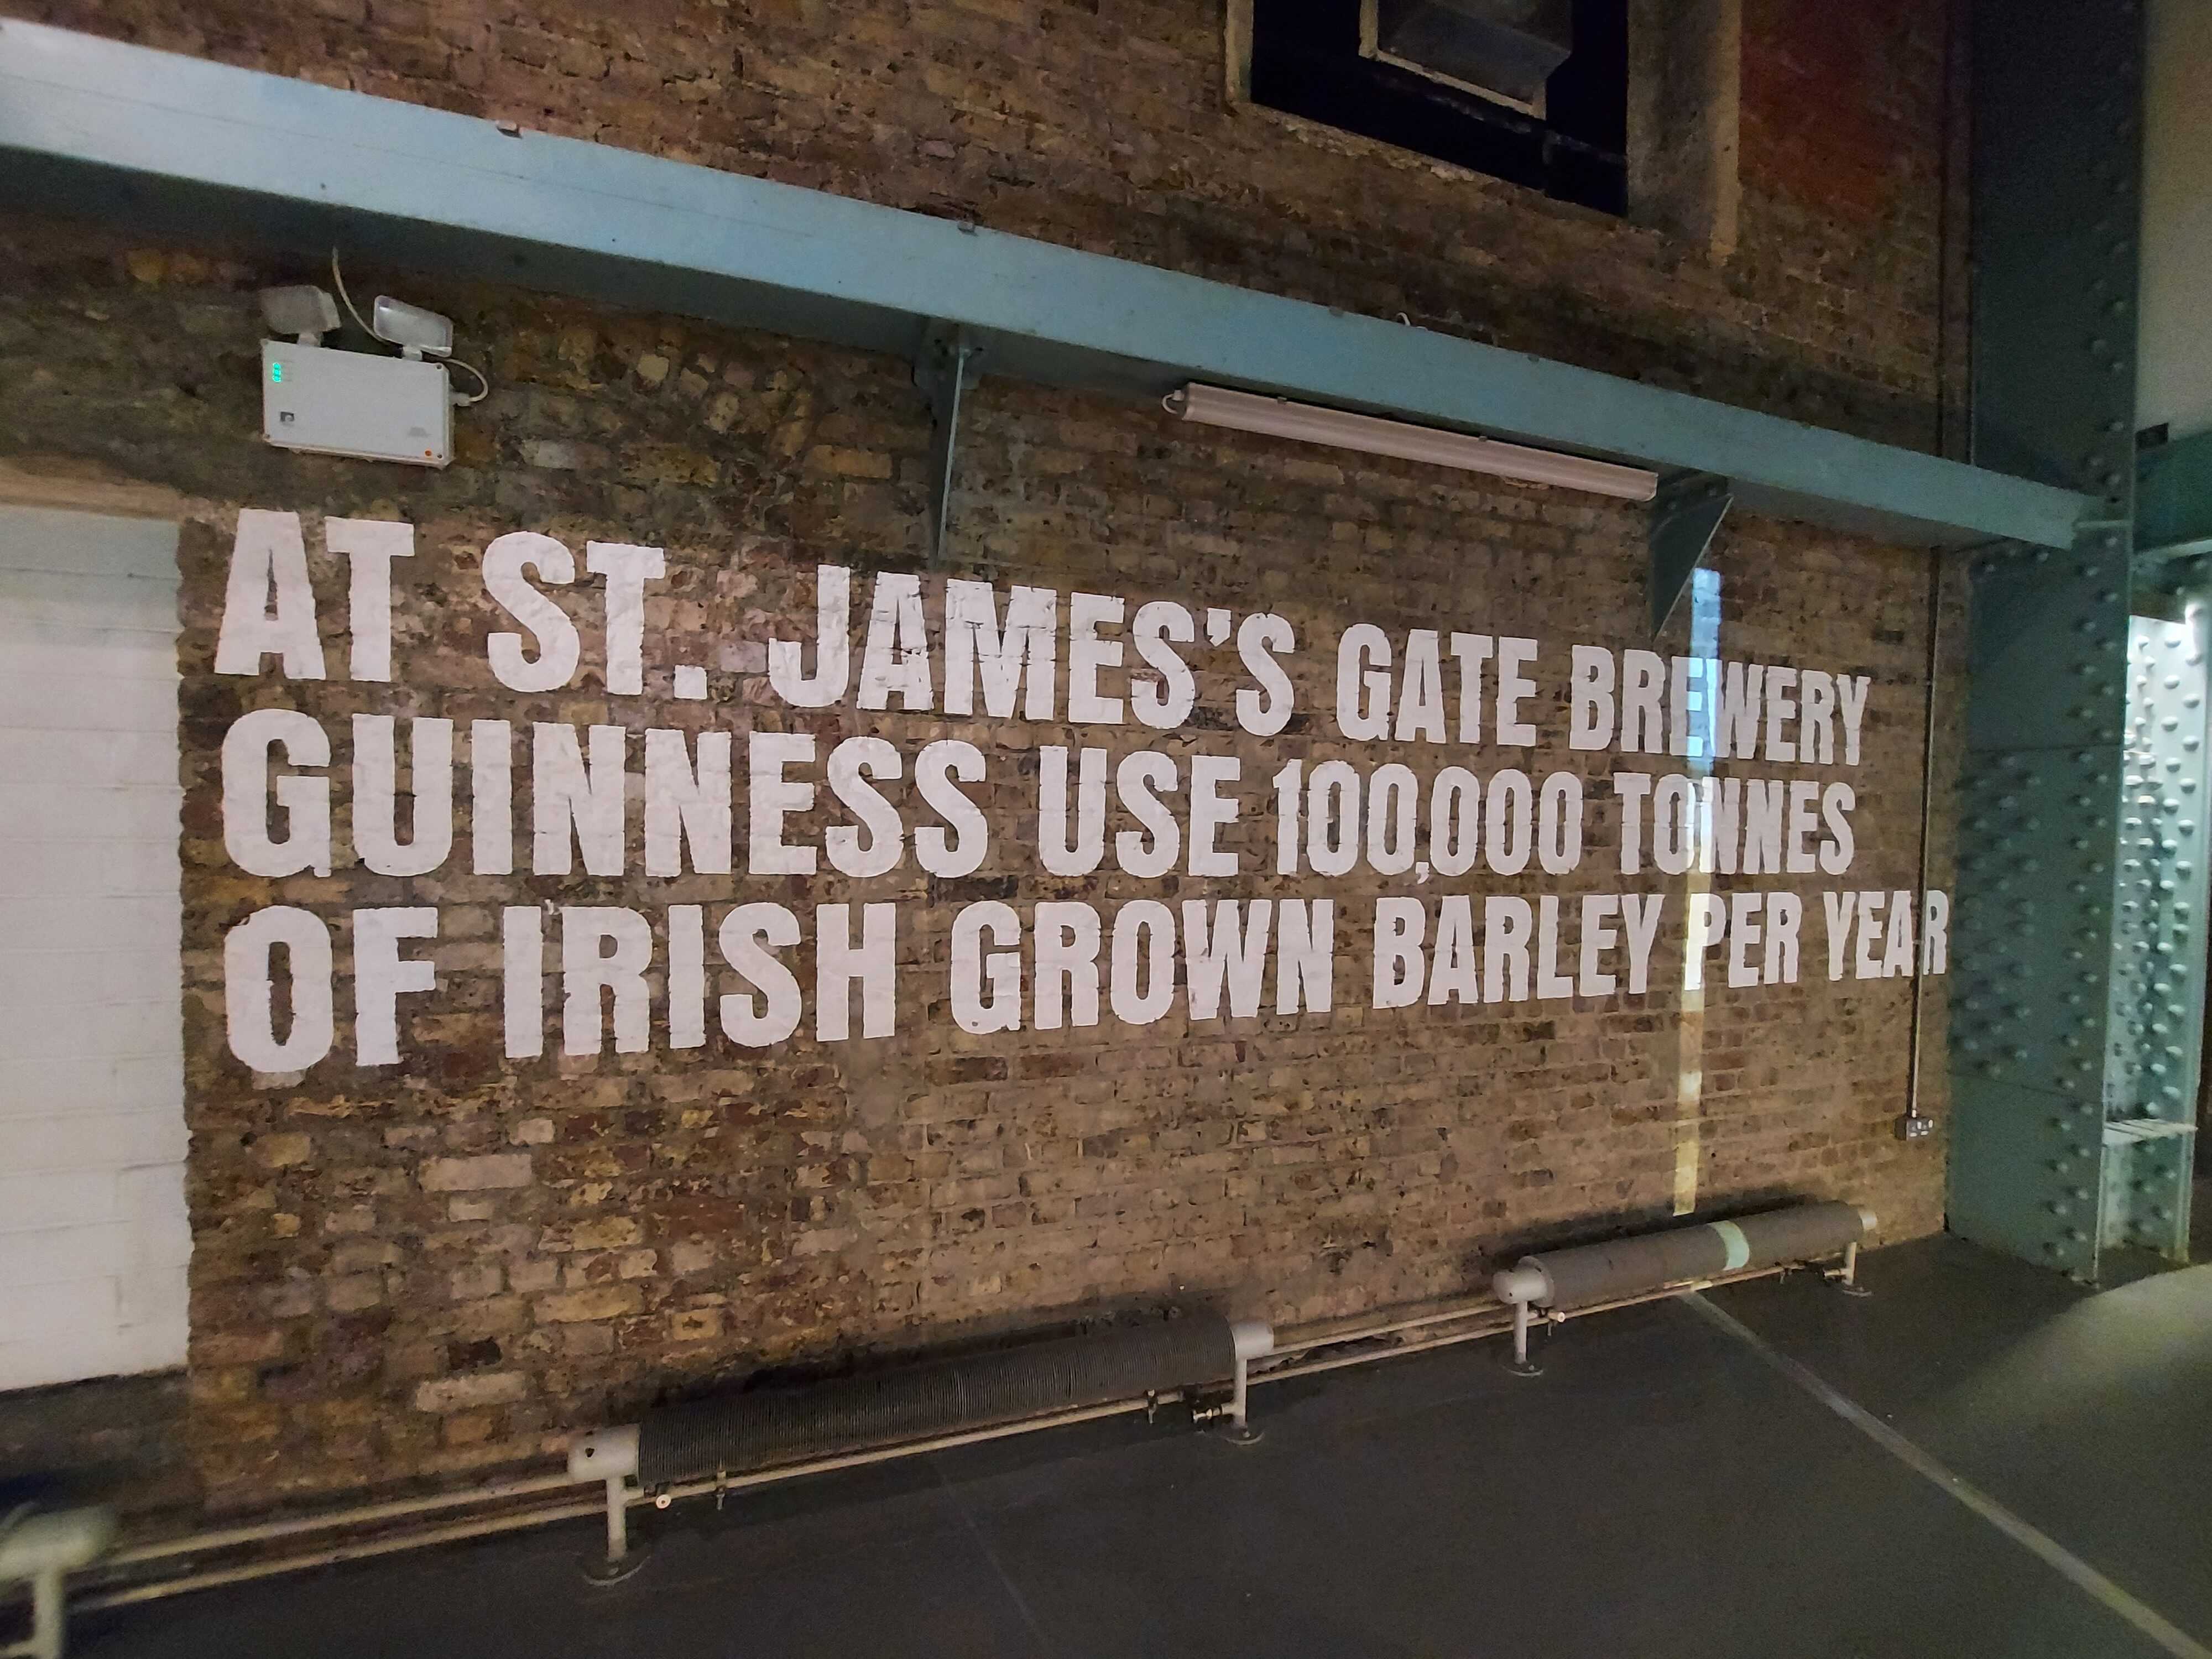 AT ST. JAMES'S GATE BREWERY
GUINNESS USE 100,000 TONNES
OF IRISH GROWN BARLEY PER YEAR